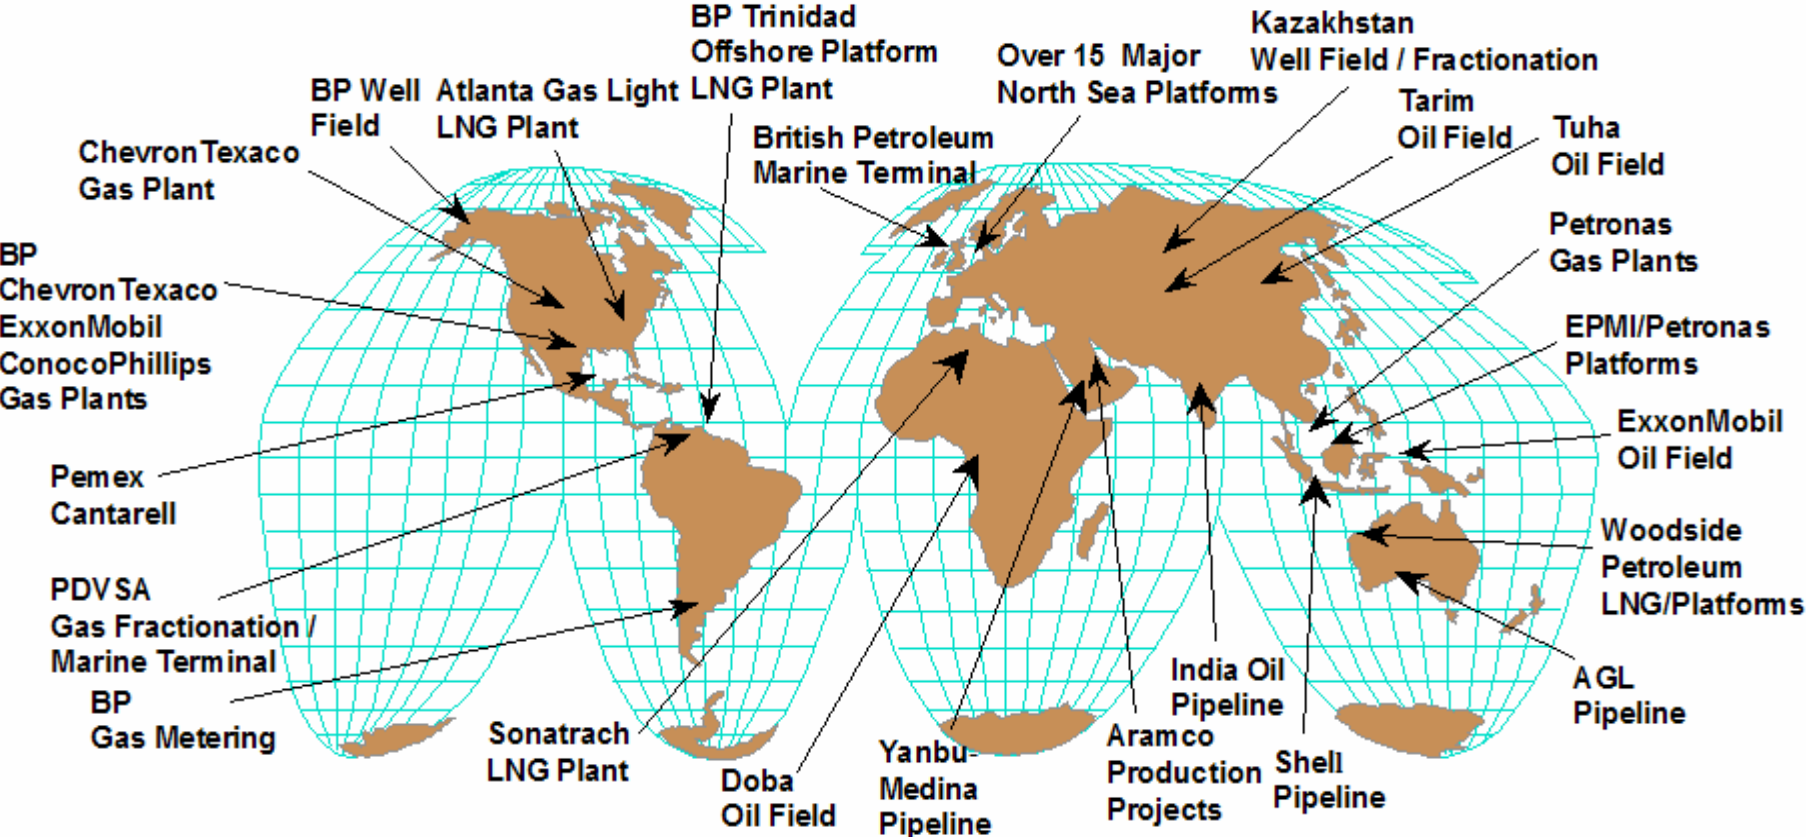 BP Trinidad
Offshore Platform
LNG Plant
Kazakhstan
Well Field / Fractionation
Over 15 Major
North Sea Platforms
BP Well
Field
Atlanta Gas Light
LNG Plant
Tarim
Oil Field
Tuha
Oil Field
British Petroleum
Marine Terminal
ChevronTexaco
Gas Plant
Petronas
Gas Plants
BP
ChevronTexaco
ExxonMobil
ConocoPhillips
Gas Plants
EPMI/Petronas
Platforms
ExxonMobil
Oil Field
Pemex
Cantarell
Woodside
Petroleum
LNG/Platforms
PDVSA
Gas Fractionation /
Marine Terminal
India Oil
Pipeline
AGL
Pipeline
BP
Gas Metering
Sonatrach
LNG Plant
Doba
Oil Field
Yanbu-
Medina
Pipeline
Aramco
Production
Projects
Shell
Pipeline